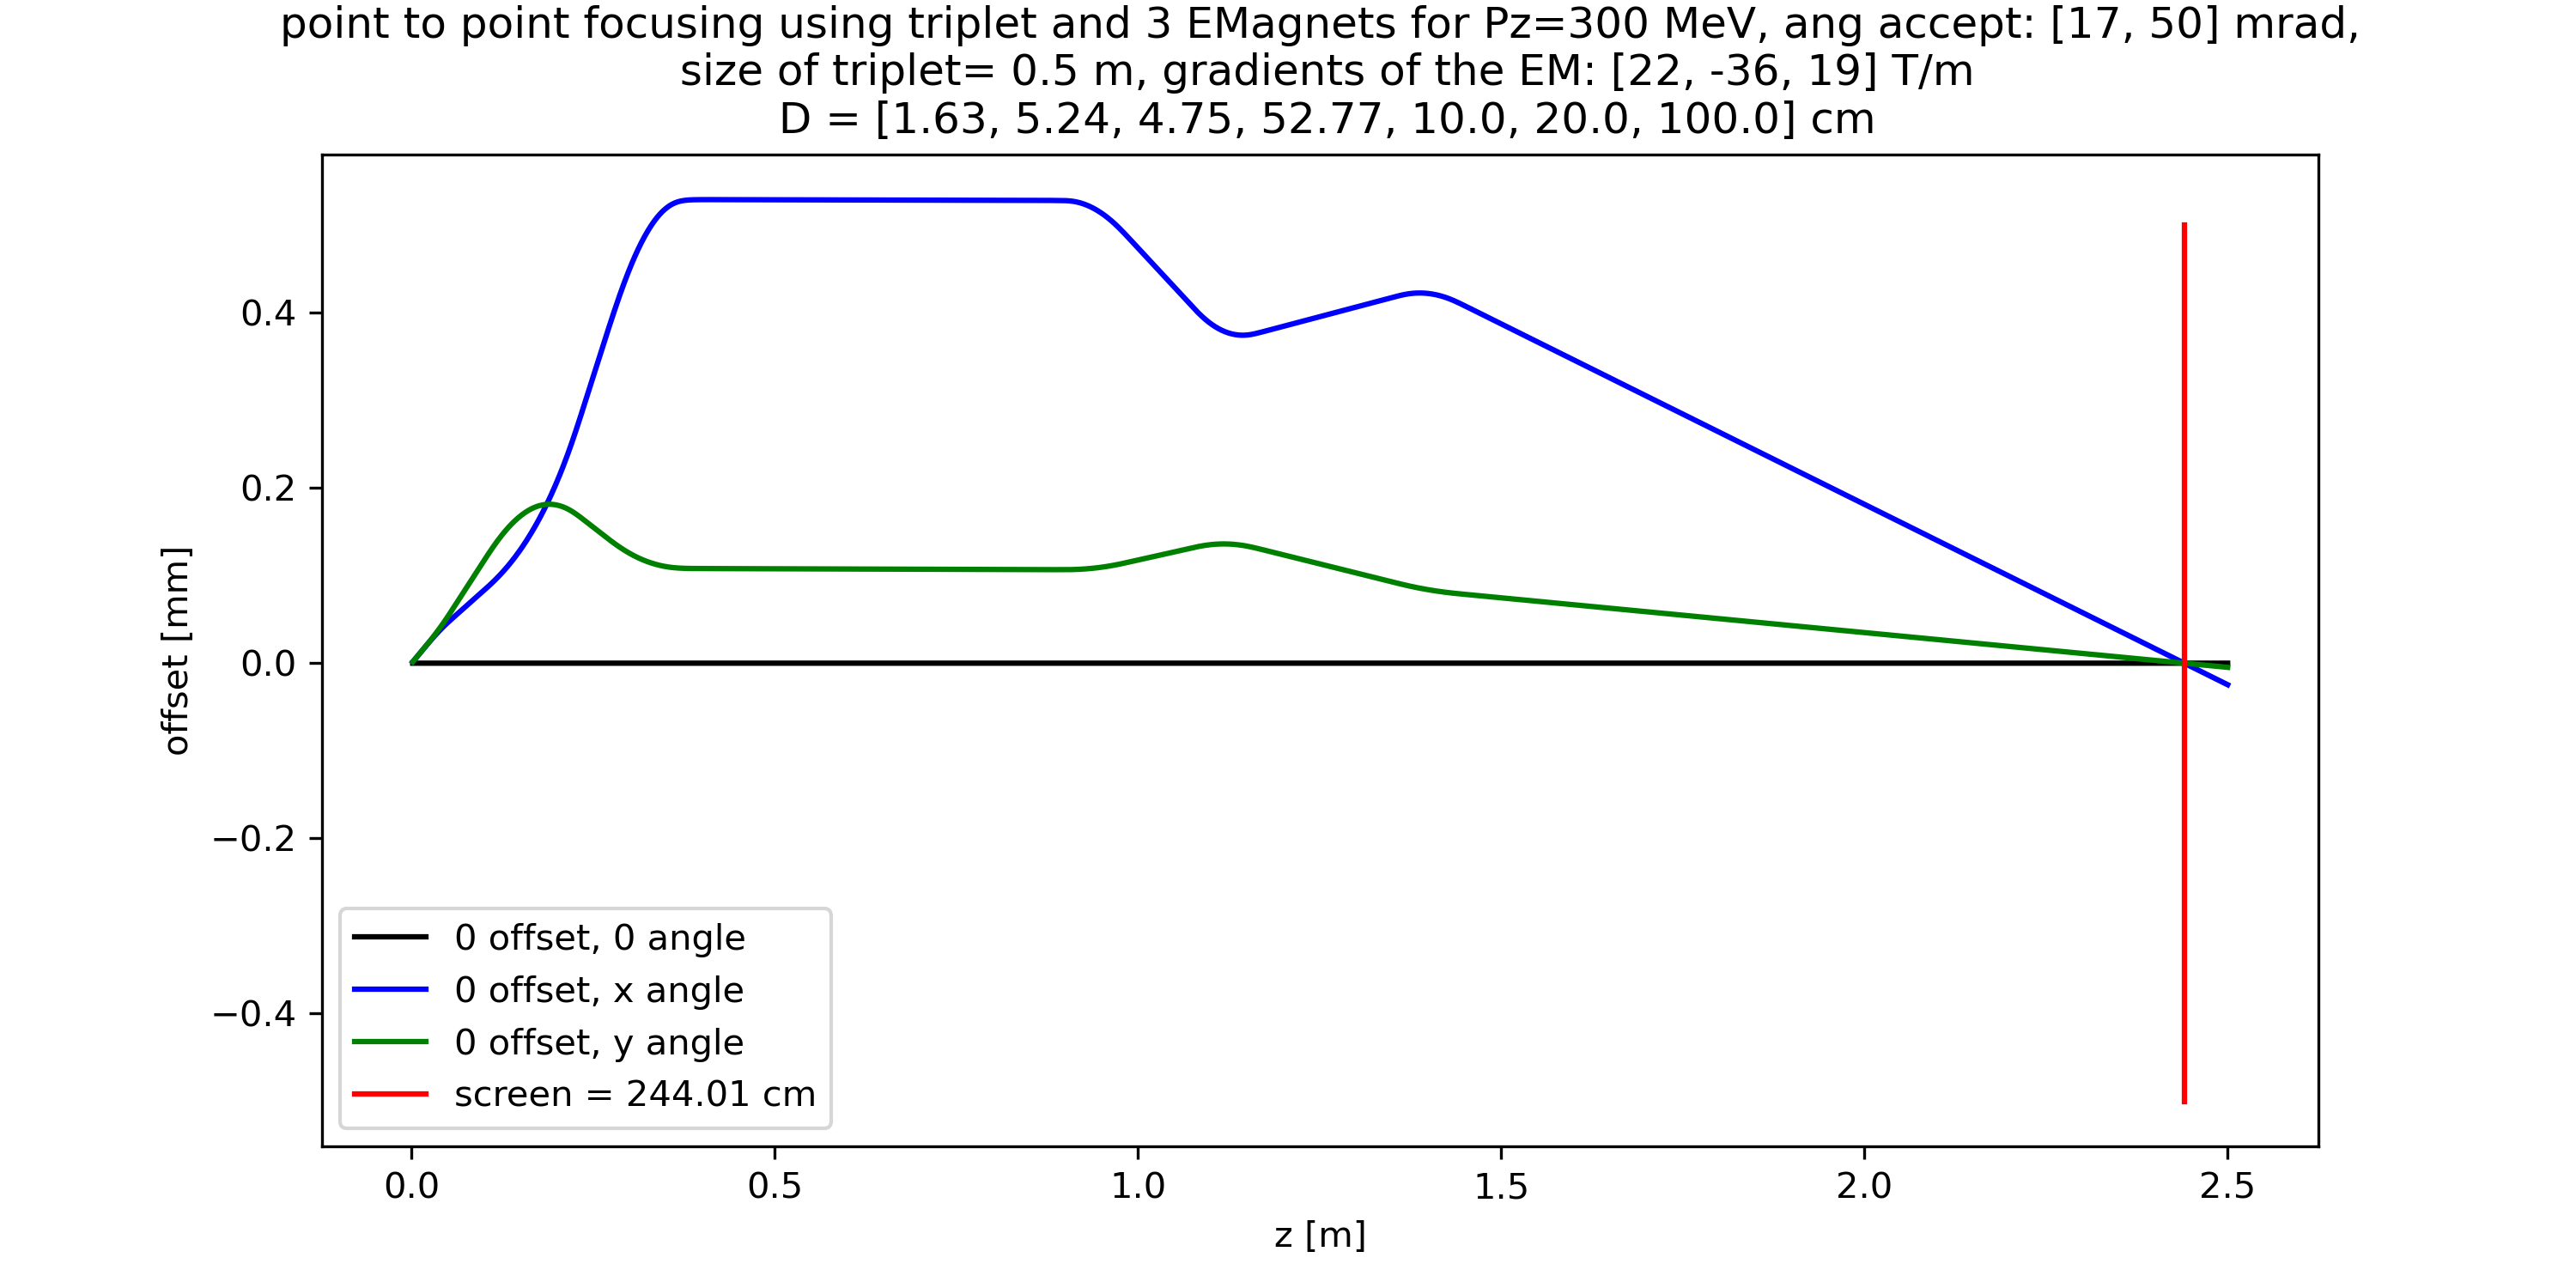 point to point focusing using triplet and 3 EMagnets for Pz=300 MeV, ang accept: [17, 50] mrad,
size of triplet= 0.5 m, gradients of the EM: [22, -36, 19] T/m
D = [1.63, 5.24, 4.75, 52.77, 10.0, 20.0, 100.0] cm
offset [mm]
0.4
0.2
0.0
−0.2
−0.4
0 offset, 0 angle
0 offset, x angle
0 offset, y angle
screen = 244.01 cm
0.0 0.5 1.0 1.5 2.0 2.5
z [m]